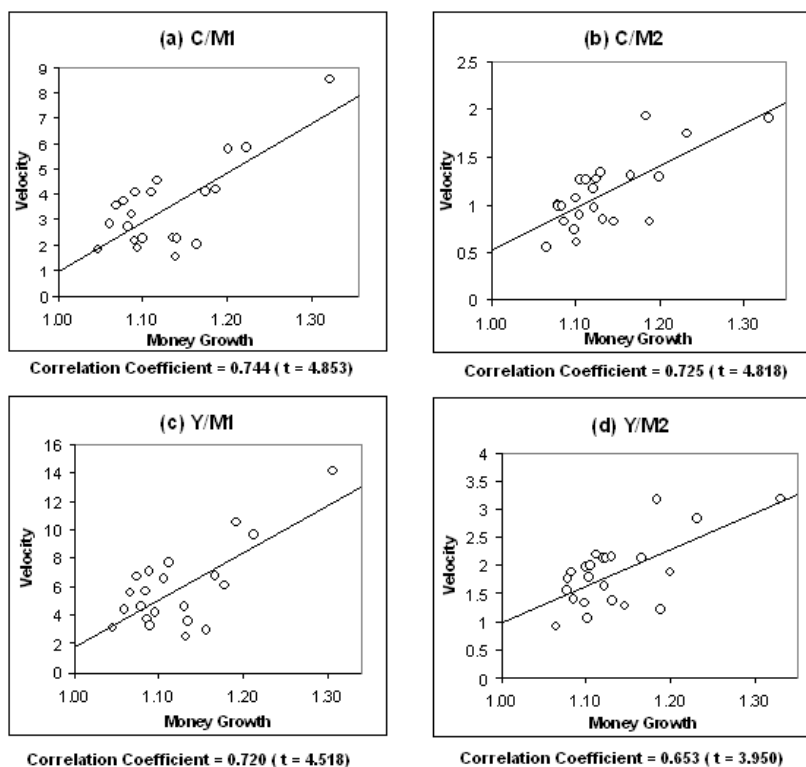 (a) C/M1
9
8
7
6
5
4
3
2
1
0
Velocity
1.00 1.10 1.20 1.30
Money Growth
Correlation Coefficient = 0.744 ( t = 4.853)
(b) C/M2
2.5
2
1.5
1
0.5
0
Velocity
1.00 1.10 1.20 1.30
Money Growth
Correlation Coefficient = 0.725 ( t = 4.818)
(c) Y/M1
16
14
12
10
8
6
4
2
0
Velocity
1.00 1.10 1.20 1.30
Money Growth
Correlation Coefficient = 0.720 ( t = 4.518)
(d) Y/M2
4
3.5
3
2.5
2
1.5
1
0.5
0
Velocity
1.00 1.10 1.20 1.30
Money Growth
Correlation Coefficient = 0.653 ( t = 3.950)